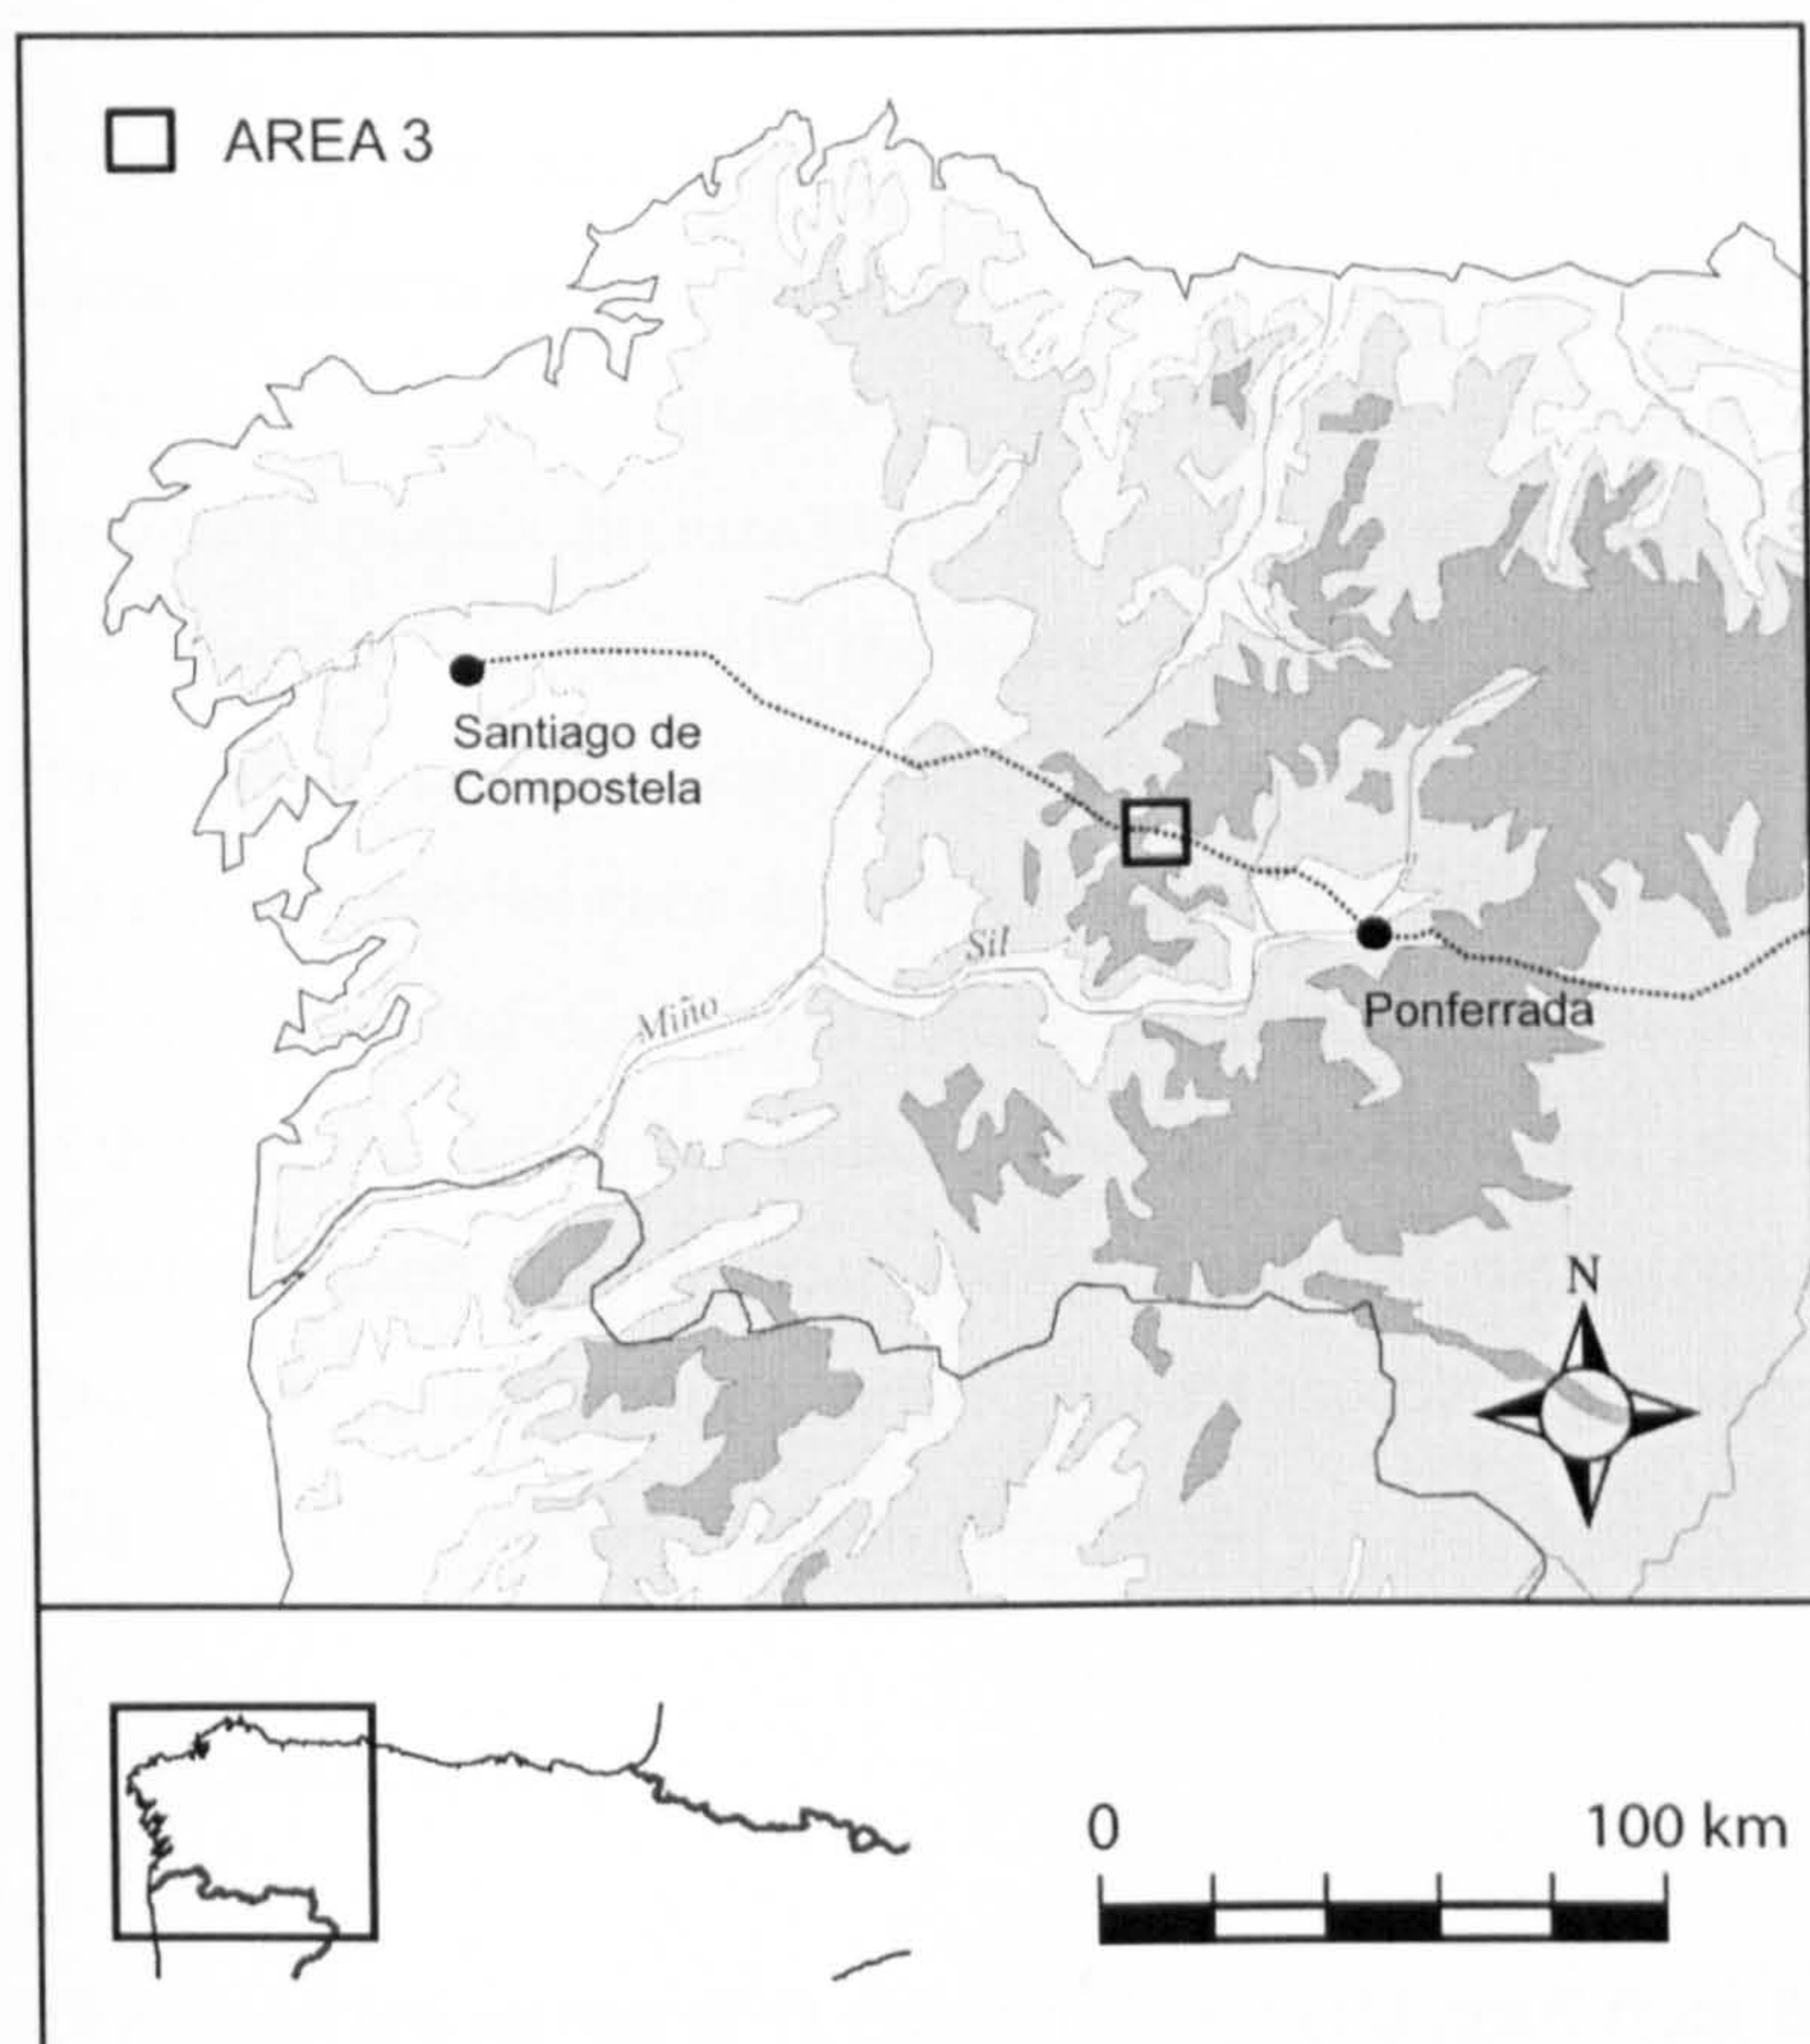 AREA 3
Santiago de
Compostela
Sil
Miño
Ponferrada
N
0 100 km